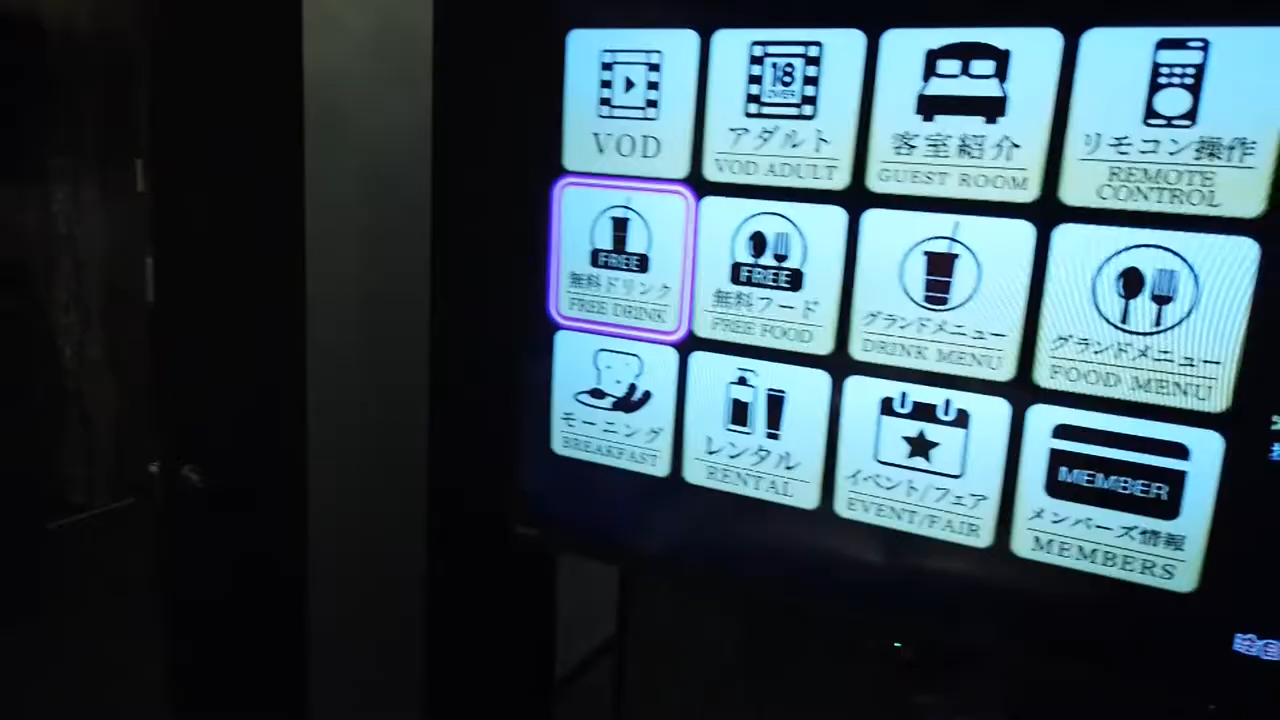 VOD
18
OVER
アダルト
VOD ADULT
客室紹介
GUEST ROOM
リモコン操作
REMOTE
CONTROL
FREE
無料ドリンク
FREE DRINK
FREE
無料フード
FREE FOOD
グランドメニュー
DRINK MENU
グランドメニュー
FOOD MENU
モーニング
BREAKFAST
レンタル
RENTAL
イベント/フェア
EVENT/FAIR
MEMBER
メンバーズ情報
MEMBERS